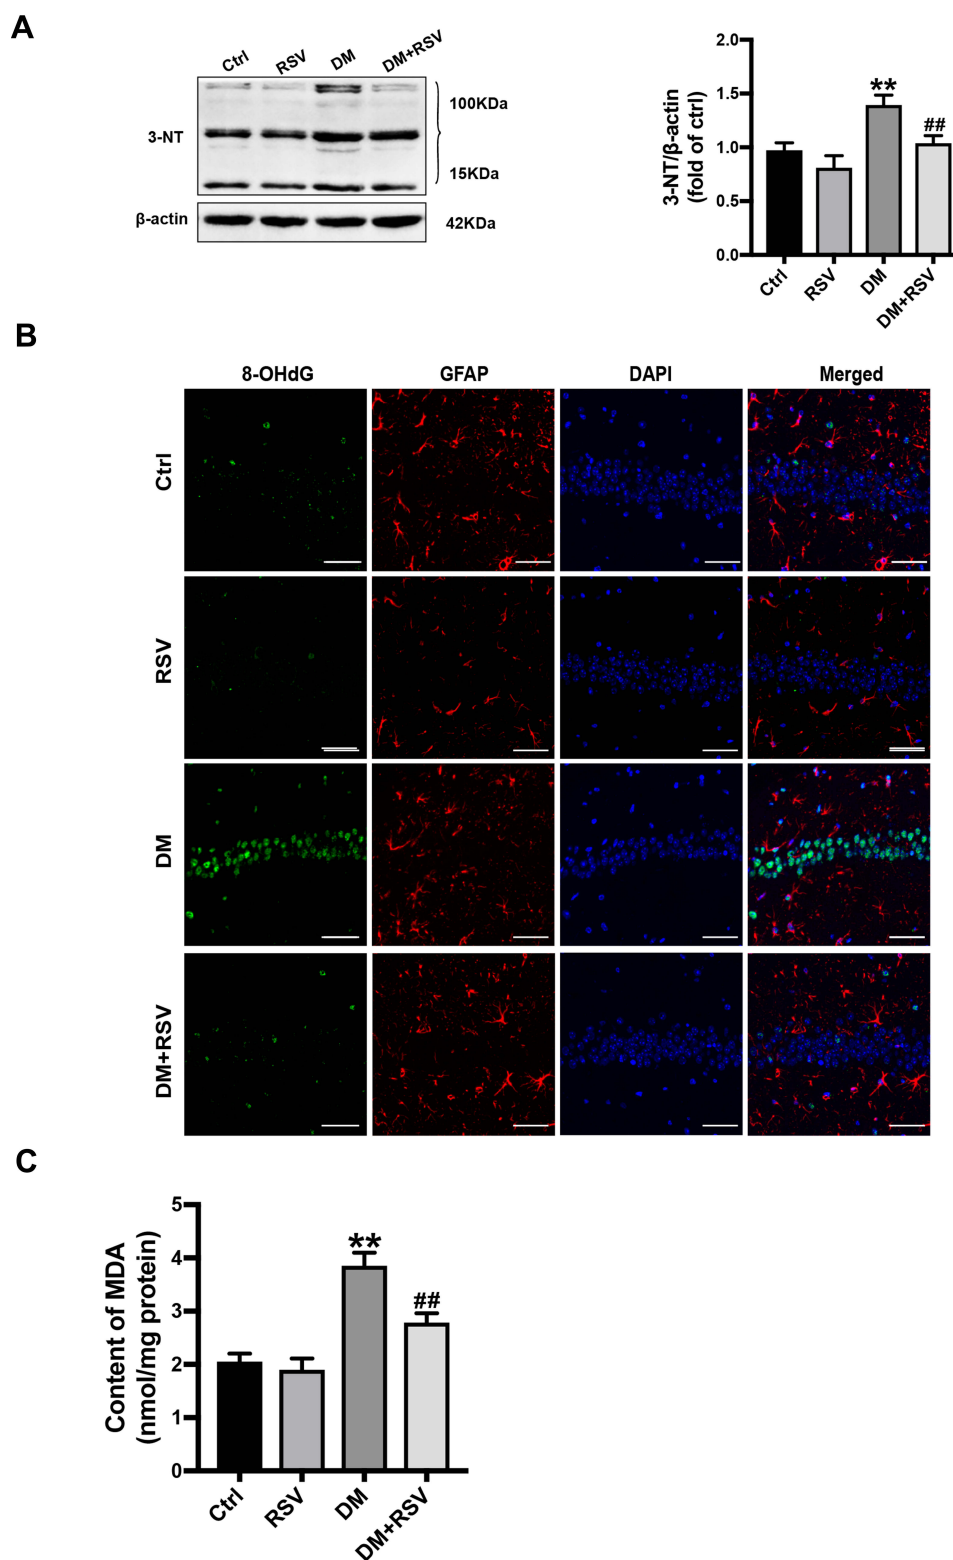 A
Ctrl RSV DM DM+RSV
3-NT
100KDa
15KDa
β-actin
42KDa
3-NT/β-actin
(fold of ctrl)
2.0
1.5
1.0
0.5
0.0
**
##
Ctrl RSV DM DM+RSV
B
8-OHdG GFAP DAPI Merged
Ctrl
RSV
DM
DM+RSV
C
Content of MDA
(nmol/mg protein)
5
4
3
2
1
0
**
##
Ctrl RSV DM DM+RSV